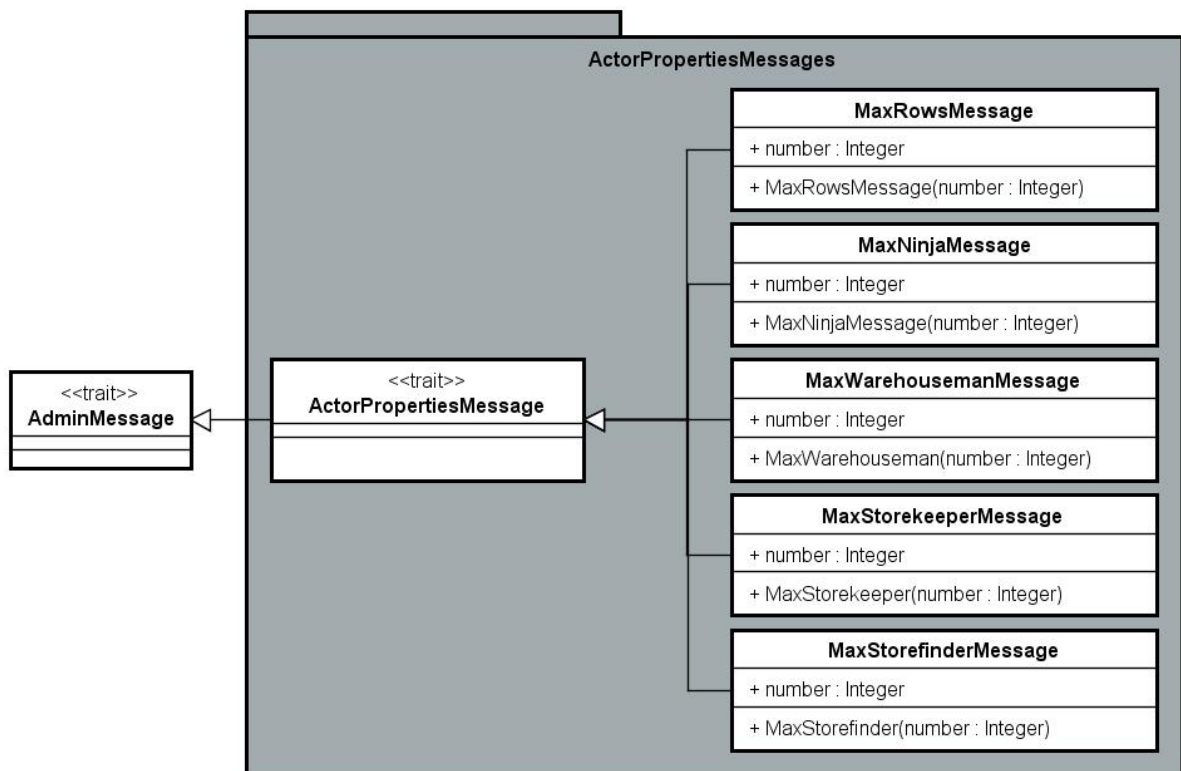 ActorPropertiesMessages
MaxRowsMessage
+ number : Integer
+ MaxRowsMessage(number : Integer)
MaxNinjaMessage
+ number : Integer
+ MaxNinjaMessage(number : Integer)
<<trait>>
AdminMessage
<<trait>>
ActorPropertiesMessage
MaxWarehousemanMessage
+ number : Integer
+ MaxWarehouseman(number : Integer)
MaxStorekeeperMessage
+ number : Integer
+ MaxStorekeeper(number : Integer)
MaxStorefinderMessage
+ number : Integer
+ MaxStorefinder(number : Integer)